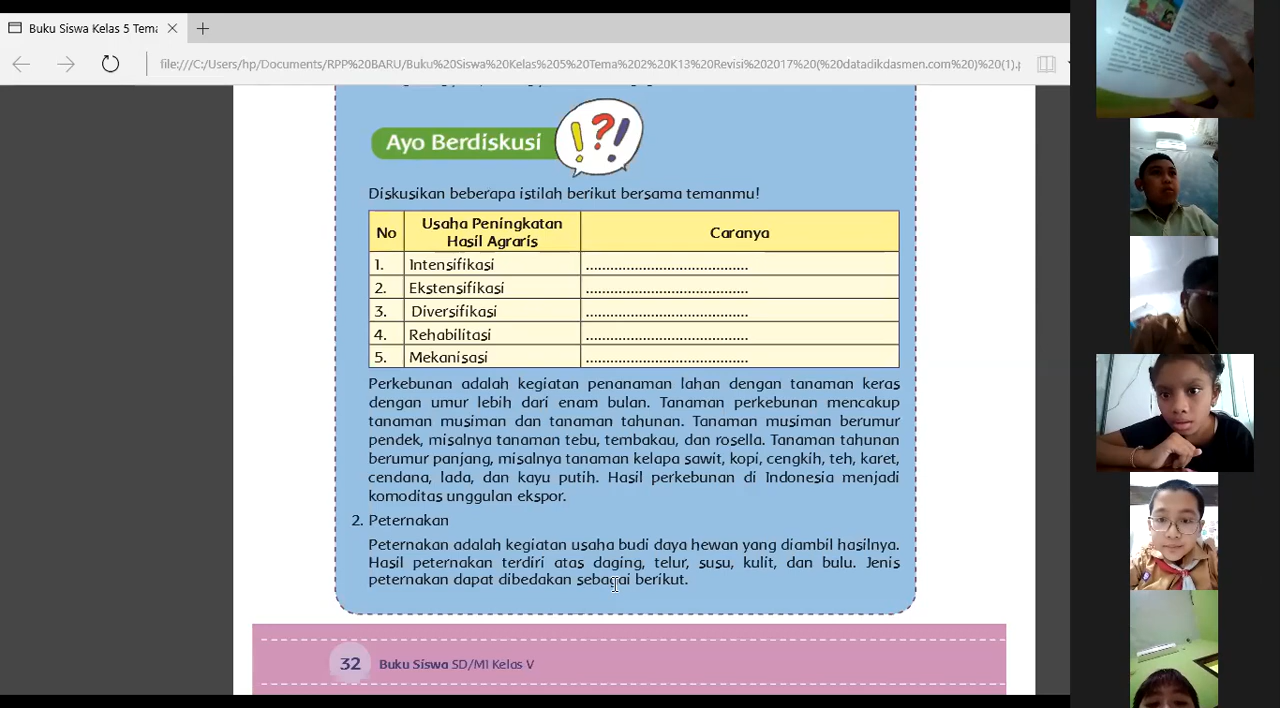 Buku Siswa Kelas 5 Tema
file:///C:/Users/hp/Documents/RPP%20BARU/Buku%20Siswa%20Kelas%205%20Tema%202%20K13%20Revisi%202017%20(%20datadikdasmen.com%20)%20(1).p
Ayo Berdiskusi
!?!
Diskusikan beberapa istilah berikut bersama temanmu!
No Usaha Peningkatan Hasil Agraris Caranya
1. Intensifikasi .......................................
2. Ekstensifikasi .......................................
3. Diversifikasi .......................................
4. Rehabilitasi .......................................
5. Mekanisasi .......................................
Perkebunan adalah kegiatan penanaman lahan dengan tanaman keras
dengan umur lebih dari enam bulan. Tanaman perkebunan mencakup
tanaman musiman dan tanaman tahunan. Tanaman musiman berumur
pendek, misalnya tanaman tebu, tembakau, dan rosella. Tanaman tahunan
berumur panjang, misalnya tanaman kelapa sawit, kopi, cengkih, teh, karet,
cendana, lada, dan kayu putih. Hasil perkebunan di Indonesia menjadi
komoditas unggulan ekspor.
2. Peternakan
Peternakan adalah kegiatan usaha budi daya hewan yang diambil hasilnya.
Hasil peternakan terdiri atas daging, telur, susu, kulit, dan bulu. Jenis
peternakan dapat dibedakan sebagai berikut.
32 Buku Siswa SD/MI Kelas V